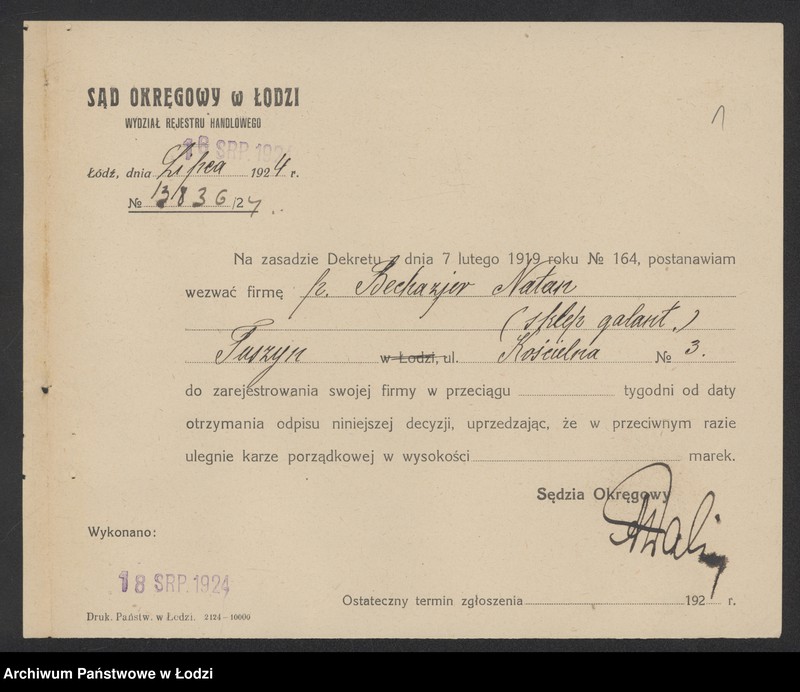 SĄD OKRĘGOWY w ŁODZI
WYDZIAŁ REJESTRU HANDLOWEGO
18 SRP. 1924
Łódź, dnia Lipca 1924 r.
№ 13836/24
1
Na zasadzie Dekretu z dnia 7 lutego 1919 roku № 164, postanawiam
wezwać firmę p. Bechazjer Natan
(sklep galant.)
Tuszyn w Łodzi, ul. Kościelna № 3.
do zarejestrowania swojej firmy w przeciągu tygodni od daty
otrzymania odpisu niniejszej decyzji, uprzedzając, że w przeciwnym razie
ulegnie karze porządkowej w wysokości marek.
Sędzia Okręgowy
Wykonano:
18 SRP. 1924
Ostateczny termin zgłoszenia 192 r.
Druk. Państw. w Łodzi. 2124-10000
Archiwum Państwowe w Łodzi